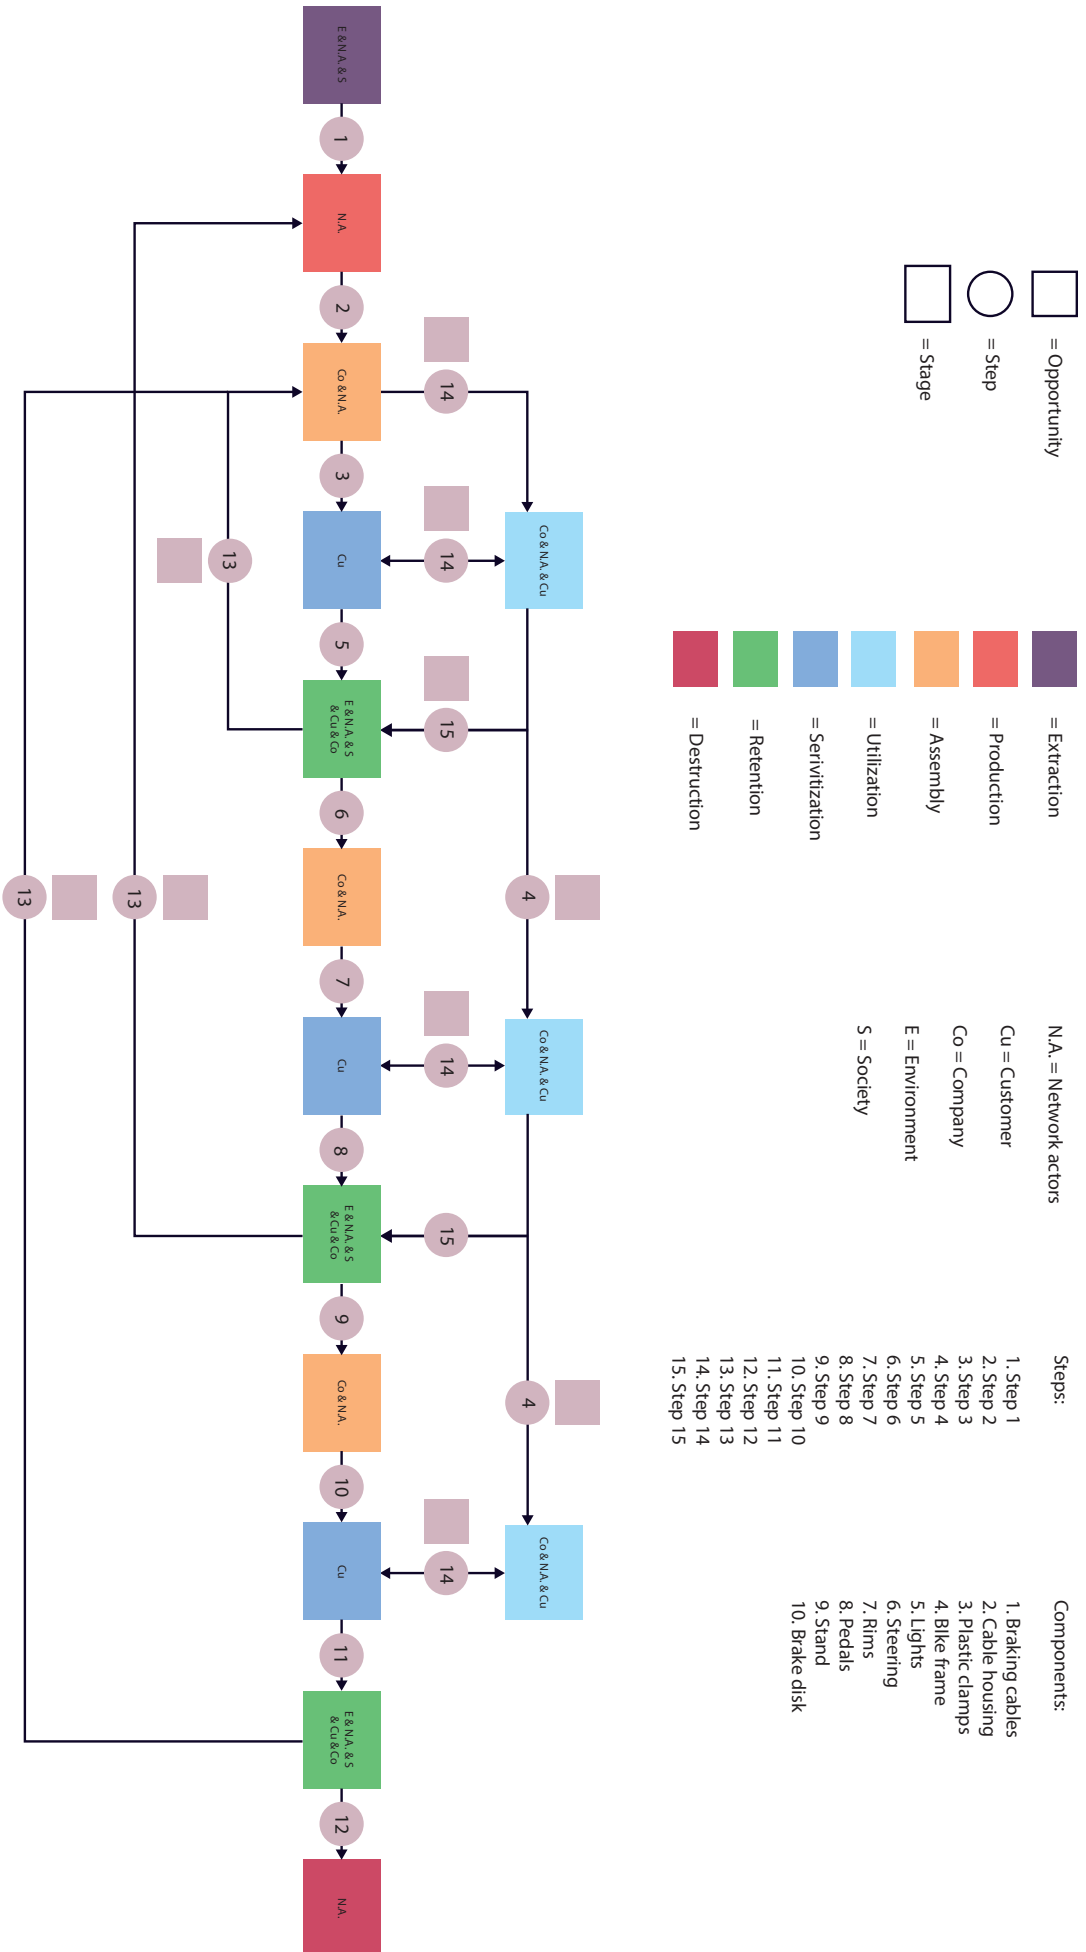 = Opportunity
= Step
= Stage
= Extraction
= Production
= Assembly
= Utilization
= Serivitization
= Retention
= Destruction
N.A. = Network actors
Cu = Customer
Co = Company
E = Environment
S = Society
Steps:
1. Step 1
2. Step 2
3. Step 3
4. Step 4
5. Step 5
6. Step 6
7. Step 7
8. Step 8
9. Step 9
10. Step 10
11. Step 11
12. Step 12
13. Step 13
14. Step 14
15. Step 15
Components:
1. Braking cables
2. Cable housing
3. Plastic clamps
4. BIke frame
5. Lights
6. Steering
7. Rims
8. Pedals
9. Stand
10. Brake disk
Co & N.A. & Cu
4
Co & N.A. & Cu
4
Co & N.A. & Cu
14
14
15
14
15
14
E & N.A. & S
1
N.A.
2
Co & N.A.
3
Cu
5
E & N.A. & S
& Cu & Co
6
Co & N.A.
7
Cu
8
E & N.A. & S
& Cu & Co
9
Co & N.A.
10
Cu
11
E & N.A. & S
& Cu & Co
12
N.A.
13
13
13